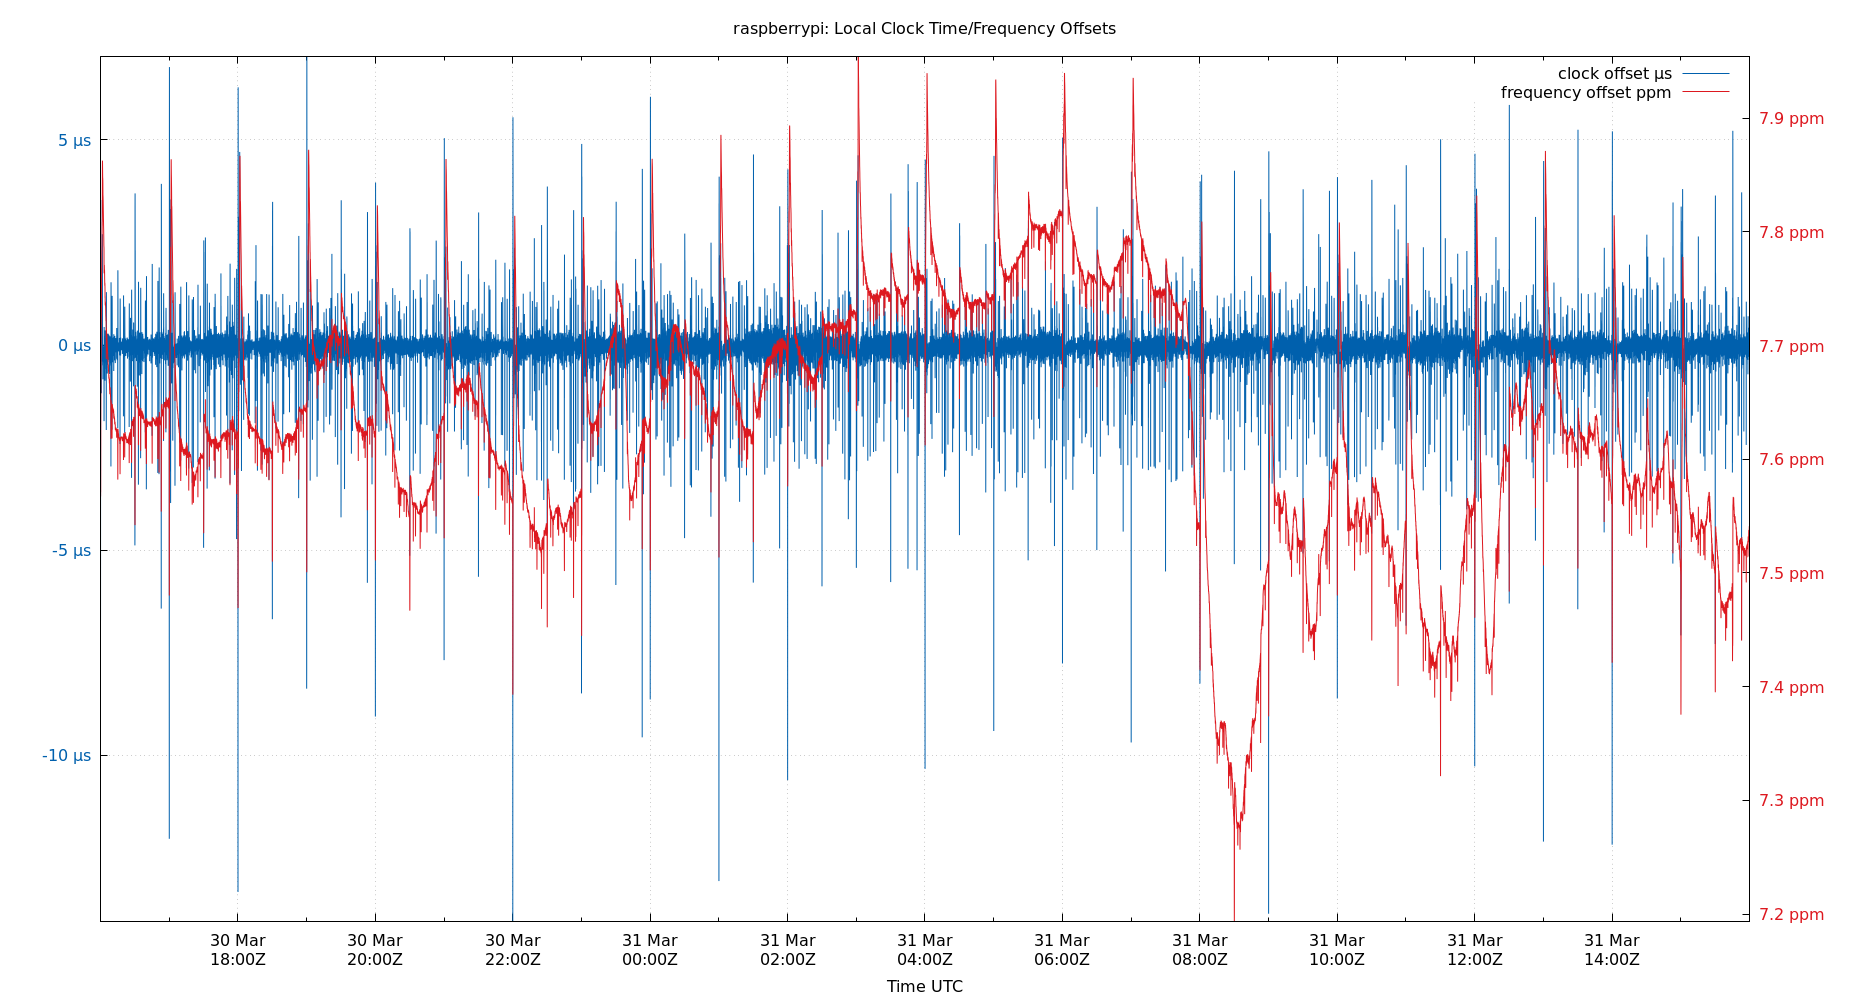 raspberrypi: Local Clock Time/Frequency Offsets
clock offset µs
frequency offset ppm
5 µs
0 µs
-5 µs
-10 µs
7.9 ppm
7.8 ppm
7.7 ppm
7.6 ppm
7.5 ppm
7.4 ppm
7.3 ppm
7.2 ppm
30 Mar
18:00Z
30 Mar
20:00Z
30 Mar
22:00Z
31 Mar
00:00Z
31 Mar
02:00Z
31 Mar
04:00Z
31 Mar
06:00Z
31 Mar
08:00Z
31 Mar
10:00Z
31 Mar
12:00Z
31 Mar
14:00Z
Time UTC